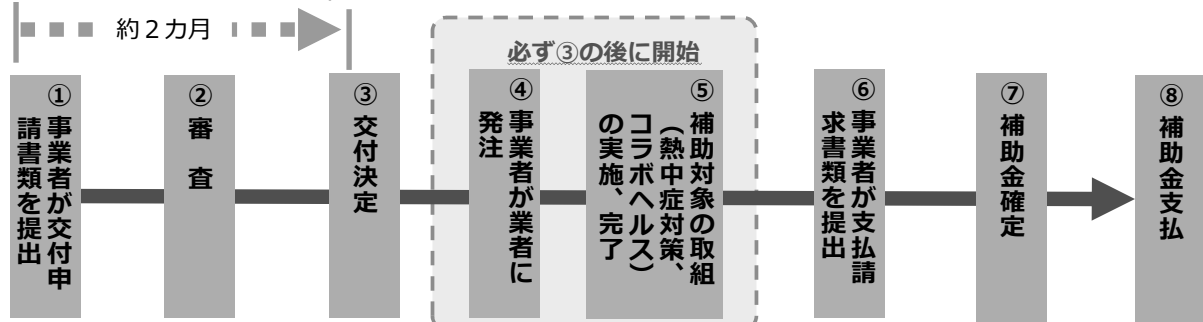 約２カ月
必ず③の後に開始
①
事業者が交付申
請書類を提出
②
審 査
③
交付決定
④
事業者が業者に
発注
⑤
補助対象の取組
（熱中症対策、
コラボヘルス）
の実施、完了
⑥
事業者が支払請
求書類を提出
⑦
補助金確定
⑧
補助金支払